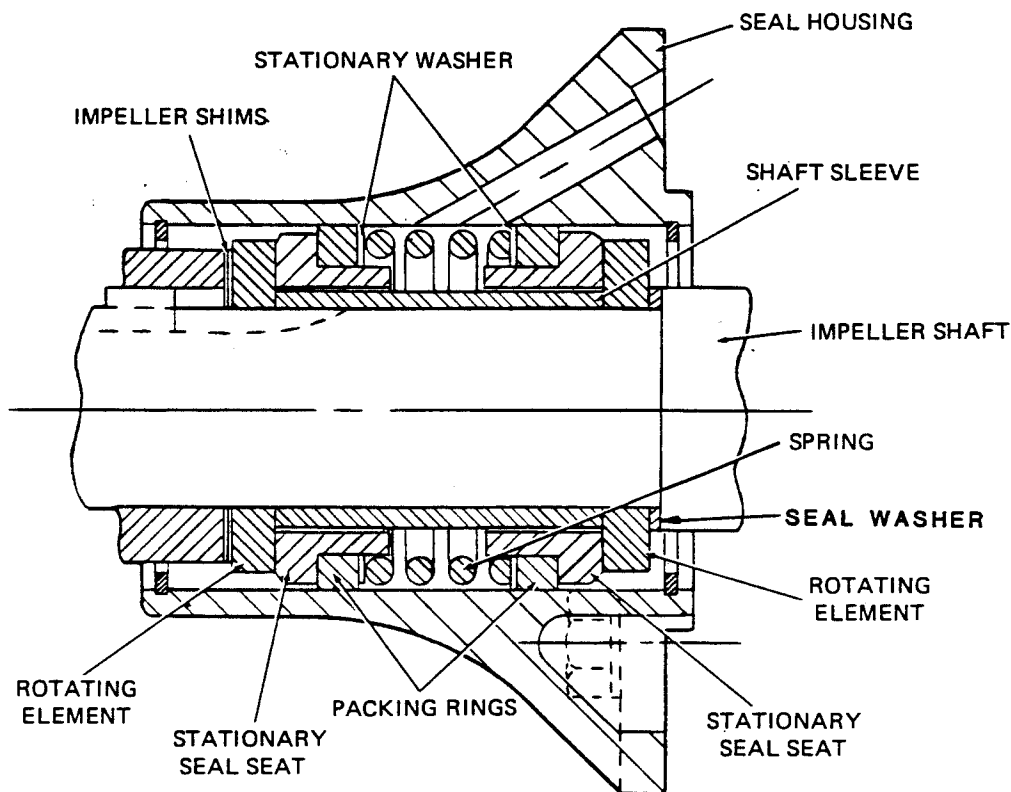 SEAL HOUSING
STATIONARY WASHER
IMPELLER SHIMS
SHAFT SLEEVE
IMPELLER SHAFT
SPRING
SEAL WASHER
ROTATING
ELEMENT
ROTATING
ELEMENT
STATIONARY
SEAL SEAT
PACKING RINGS
STATIONARY
SEAL SEAT